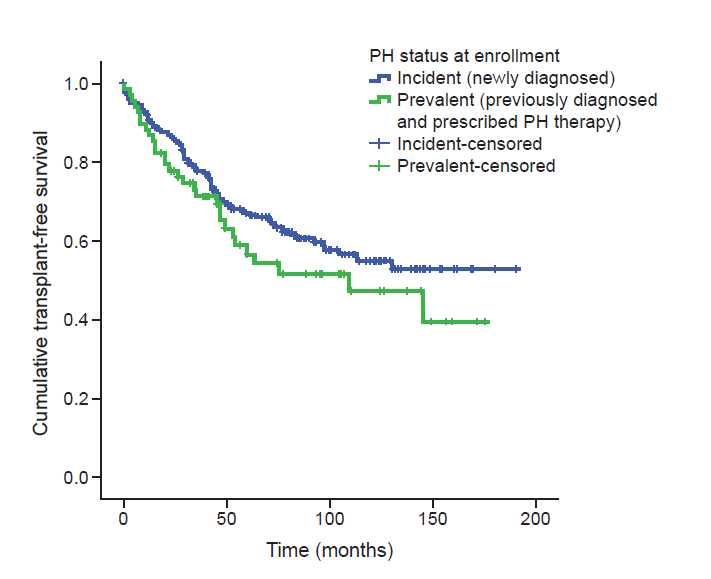 PH status at enrollment
Incident (newly diagnosed)
Prevalent (previously diagnosed
and prescribed PH therapy)
Incident-censored
Prevalent-censored
Cumulative transplant-free survival
1.0
0.8
0.6
0.4
0.2
0.0
0 50 100 150 200
Time (months)